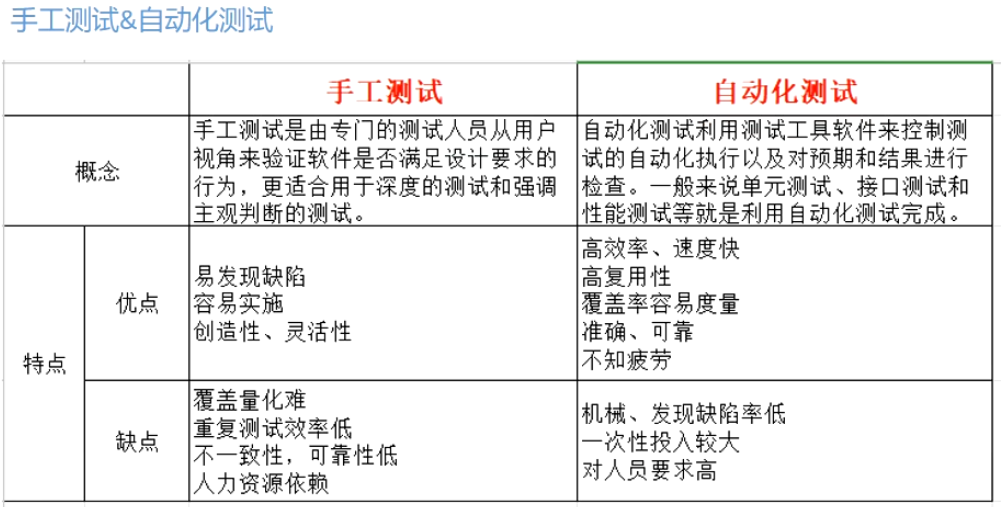 手工测试&自动化测试
手工测试
自动化测试
概念
手工测试是由专门的测试人员从用户
视角来验证软件是否满足设计要求的
行为，更适合用于深度的测试和强调
主观判断的测试。
自动化测试利用测试工具软件来控制测
试的自动化执行以及对预期和结果进行
检查。一般来说单元测试、接口测试和
性能测试等就是利用自动化测试完成。
特点
优点
易发现缺陷
容易实施
创造性、灵活性
高效率、速度快
高复用性
覆盖率容易度量
准确、可靠
不知疲劳
缺点
覆盖量化难
重复测试效率低
不一致性，可靠性低
人力资源依赖
机械、发现缺陷率低
一次性投入较大
对人员要求高